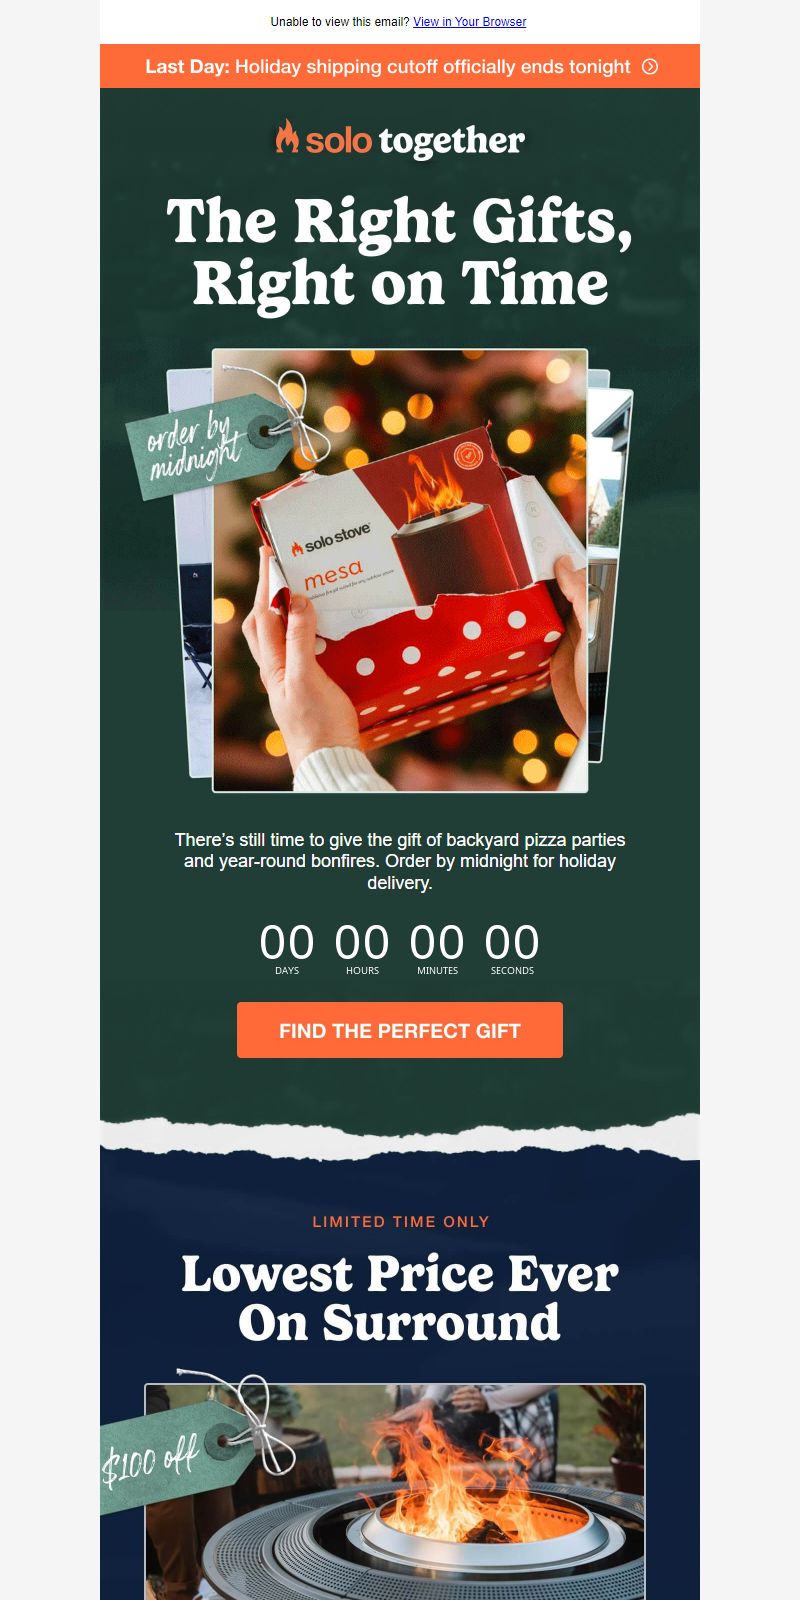 Unable to view this email? View in Your Browser
Last Day: Holiday shipping cutoff officially ends tonight
solo together
The Right Gifts,
Right on Time
order by
midnight
solo stove
mesa
There's still time to give the gift of backyard pizza parties
and year-round bonfires. Order by midnight for holiday
delivery.
00 00 00 00
DAYS HOURS MINUTES SECONDS
FIND THE PERFECT GIFT
LIMITED TIME ONLY
Lowest Price Ever
On Surround
$100 off